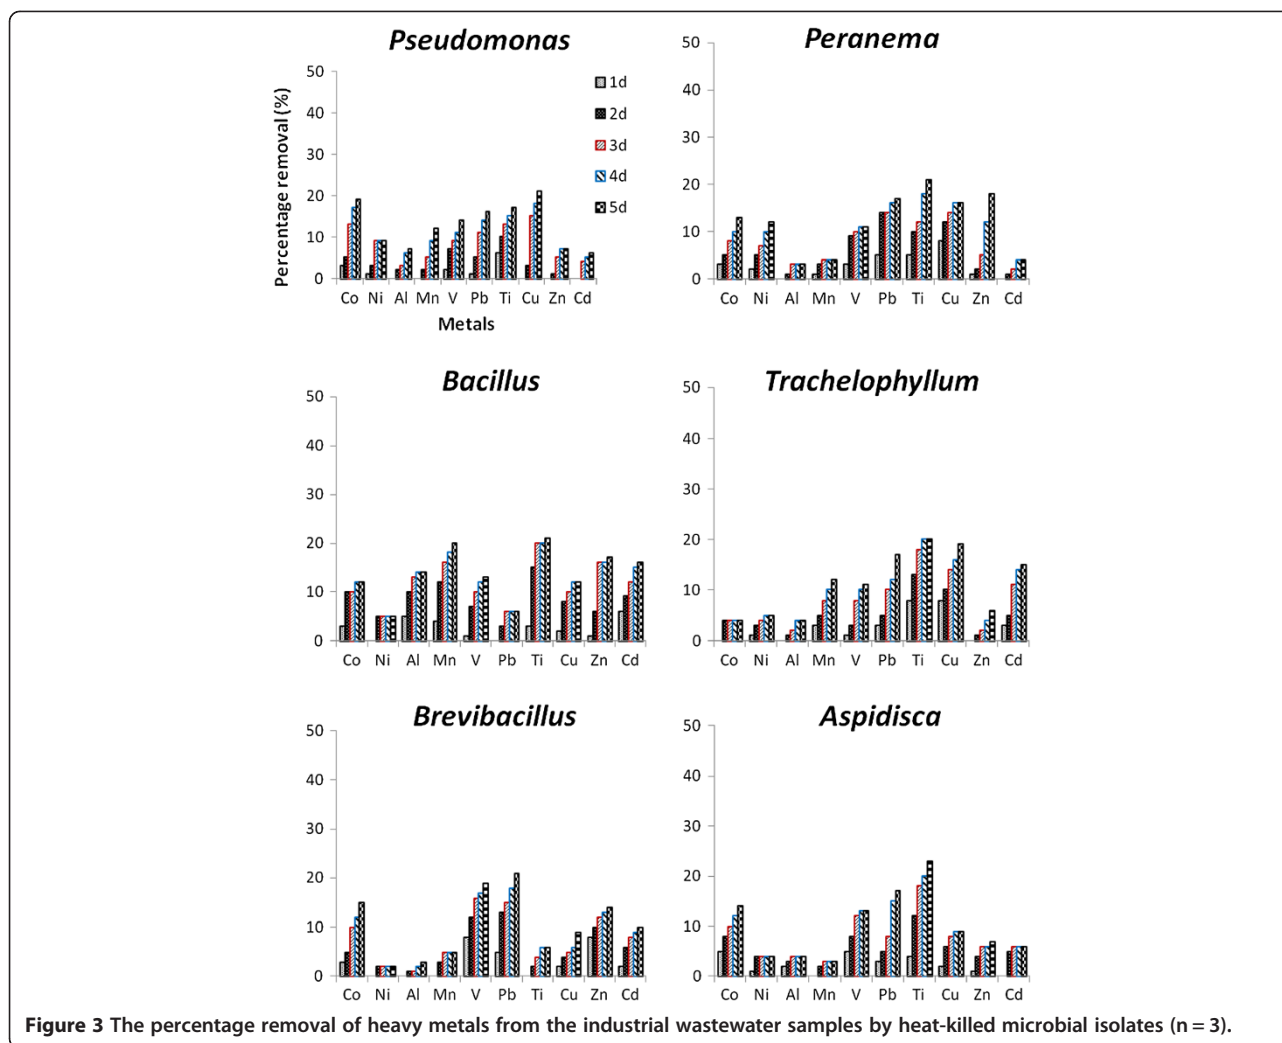 Pseudomonas
Percentage removal (%)
50
40
30
20
10
0
Co Ni Al Mn V Pb Ti Cu Zn Cd
Metals
1d
2d
3d
4d
5d
Peranema
50
40
30
20
10
0
Co Ni Al Mn V Pb Ti Cu Zn Cd
Bacillus
50
40
30
20
10
0
Co Ni Al Mn V Pb Ti Cu Zn Cd
Trachelophyllum
50
40
30
20
10
0
Co Ni Al Mn V Pb Ti Cu Zn Cd
Brevibacillus
50
40
30
20
10
0
Co Ni Al Mn V Pb Ti Cu Zn Cd
Aspidisca
50
40
30
20
10
0
Co Ni Al Mn V Pb Ti Cu Zn Cd
Figure 3 The percentage removal of heavy metals from the industrial wastewater samples by heat-killed microbial isolates (n = 3).